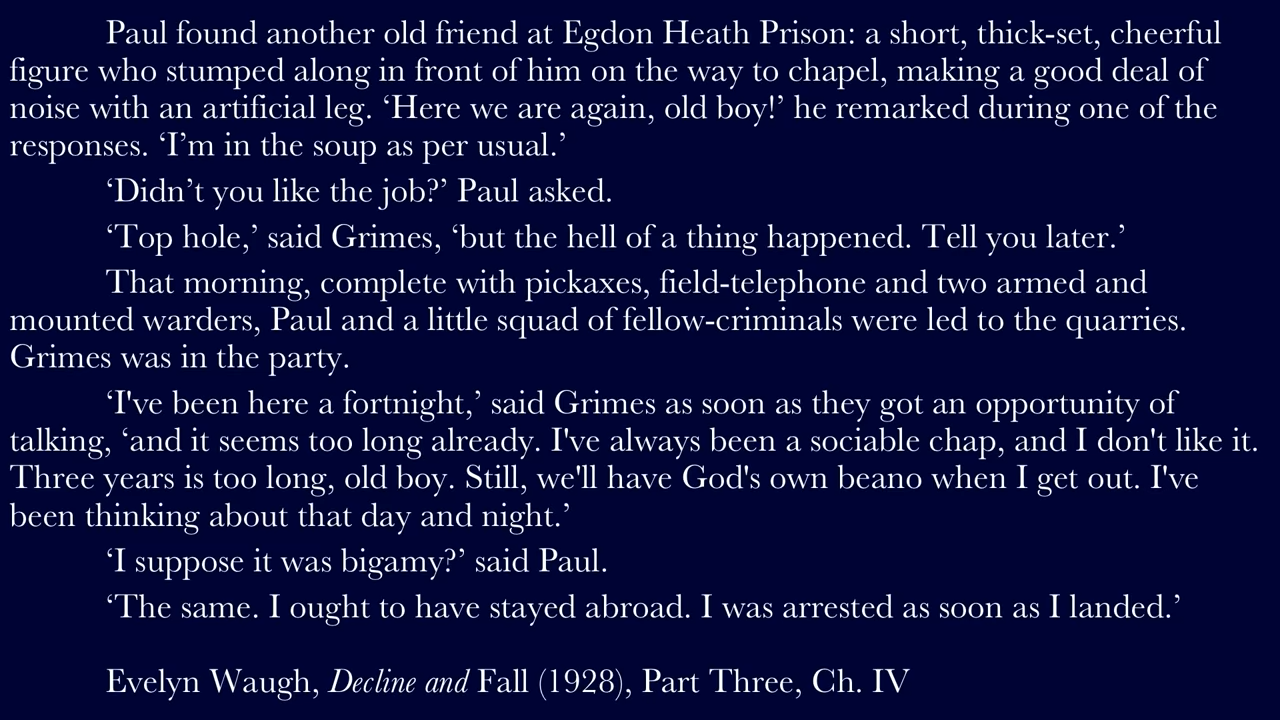 Paul found another old friend at Egdon Heath Prison: a short, thick-set, cheerful
figure who stumped along in front of him on the way to chapel, making a good deal of
noise with an artificial leg. ‘Here we are again, old boy!’ he remarked during one of the
responses. ‘I’m in the soup as per usual.’
‘Didn’t you like the job?’ Paul asked.
‘Top hole,’ said Grimes, ‘but the hell of a thing happened. Tell you later.’
That morning, complete with pickaxes, field-telephone and two armed and
mounted warders, Paul and a little squad of fellow-criminals were led to the quarries.
Grimes was in the party.
‘I've been here a fortnight,’ said Grimes as soon as they got an opportunity of
talking, ‘and it seems too long already. I've always been a sociable chap, and I don't like it.
Three years is too long, old boy. Still, we'll have God's own beano when I get out. I've
been thinking about that day and night.’
‘I suppose it was bigamy?’ said Paul.
‘The same. I ought to have stayed abroad. I was arrested as soon as I landed.’
Evelyn Waugh, Decline and Fall (1928), Part Three, Ch. IV